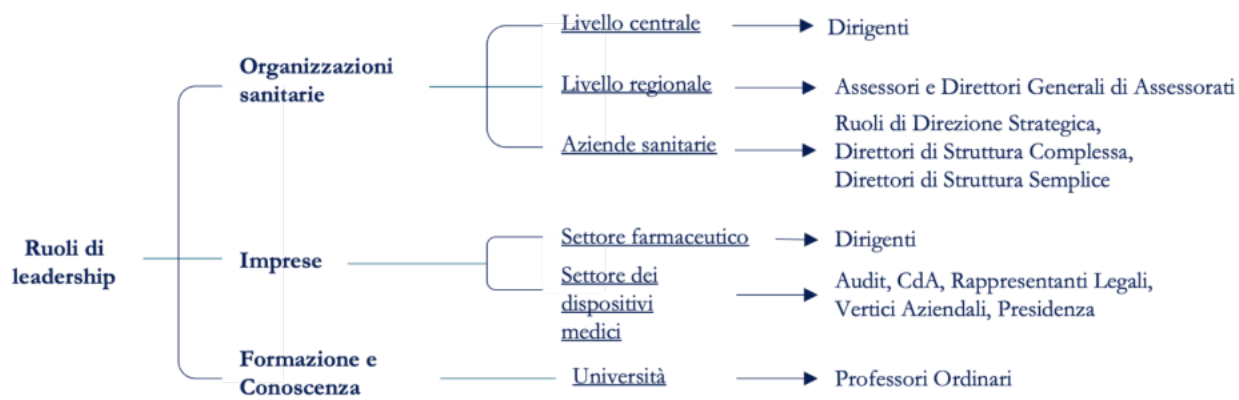 Ruoli di
leadership
Organizzazioni
sanitarie
Livello centrale
Dirigenti
Livello regionale
Assessori e Direttori Generali di Assessorati
Aziende sanitarie
Ruoli di Direzione Strategica,
Direttori di Struttura Complessa,
Direttori di Struttura Semplice
Imprese
Settore farmaceutico
Dirigenti
Settore dei
dispositivi
medici
Audit, CdA, Rappresentanti Legali,
Vertici Aziendali, Presidenza
Formazione e
Conoscenza
Università
Professori Ordinari